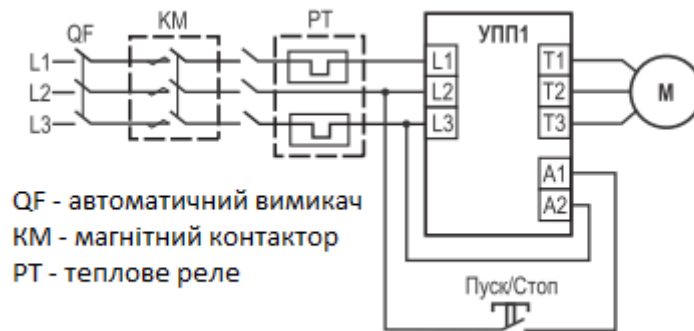 QF KM PT УПП1
L1 L1 T1
L2 L2 T2 M
L3 L3 T3
A1
A2
QF - автоматичний вимикач
КМ - магнітний контактор
РТ - теплове реле
Пуск/Стоп